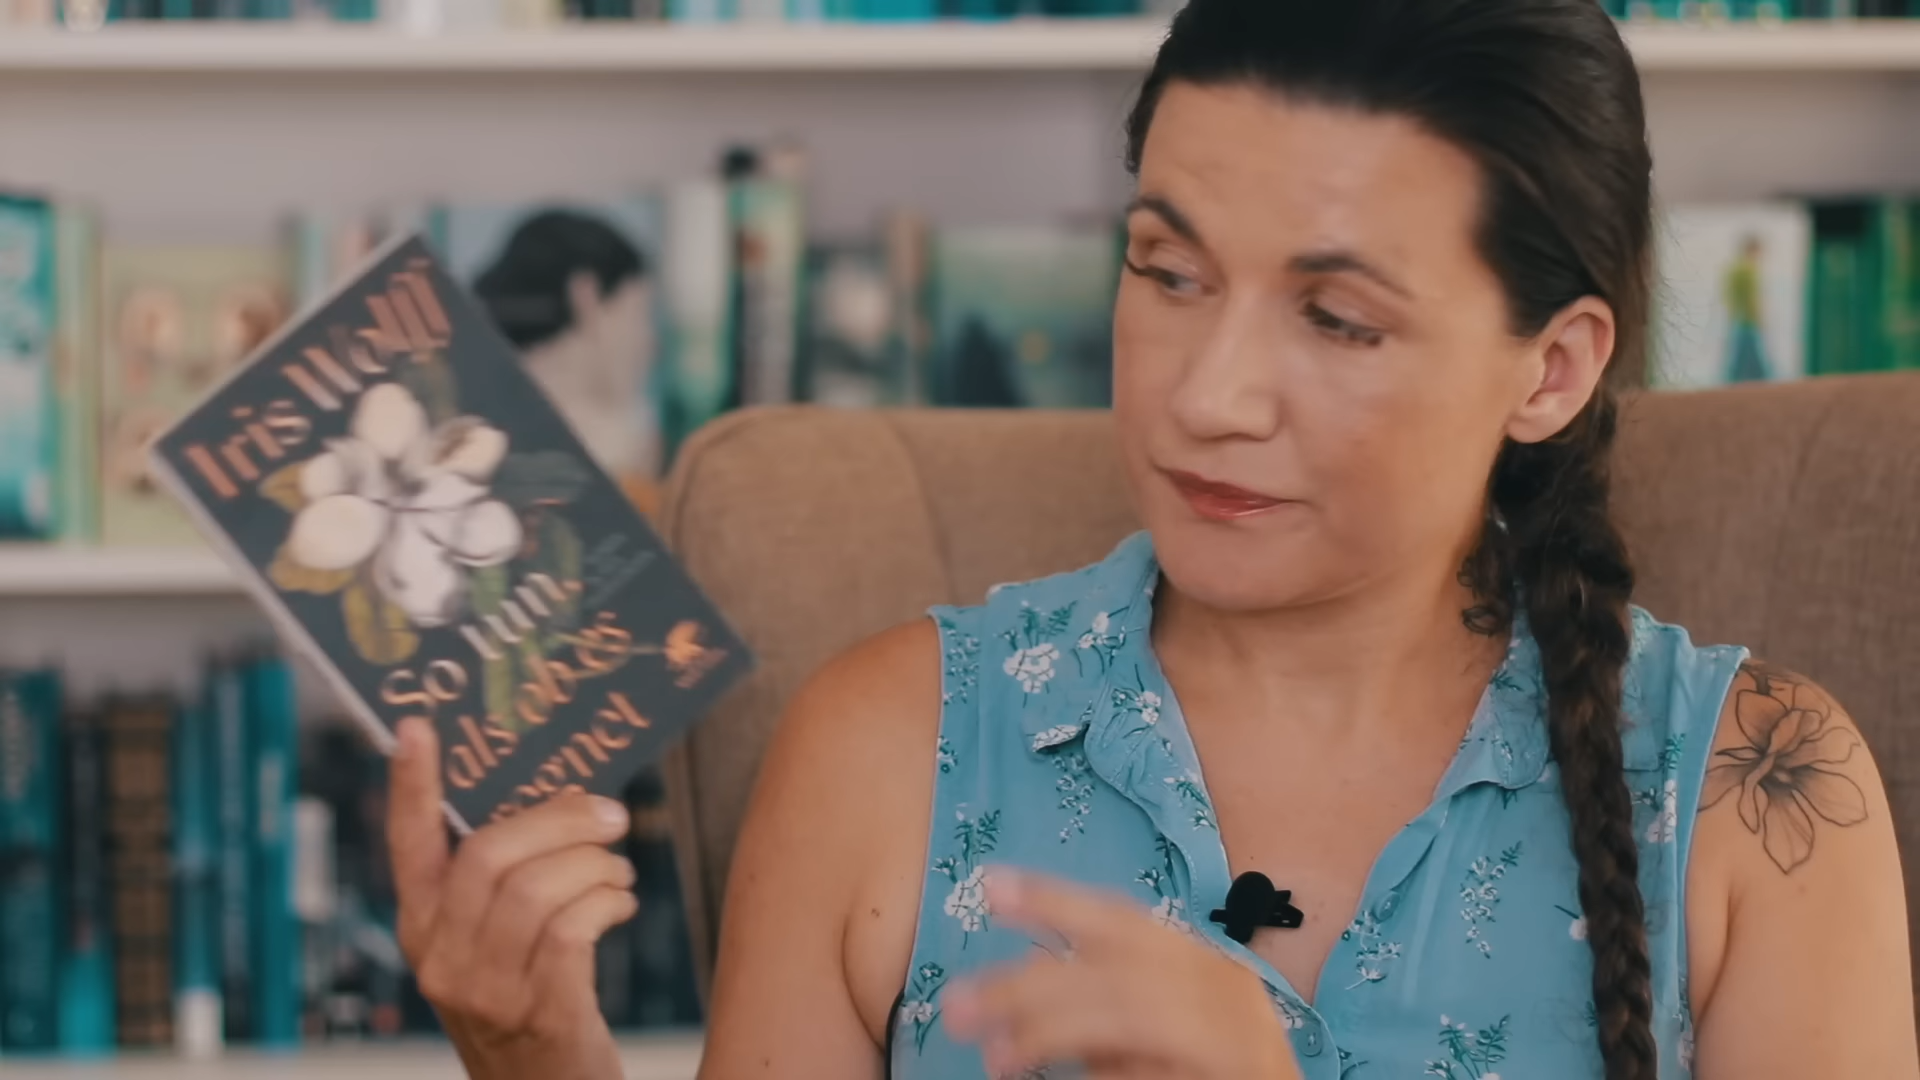 Iris Wolff
So tun,
als ob es
regnet